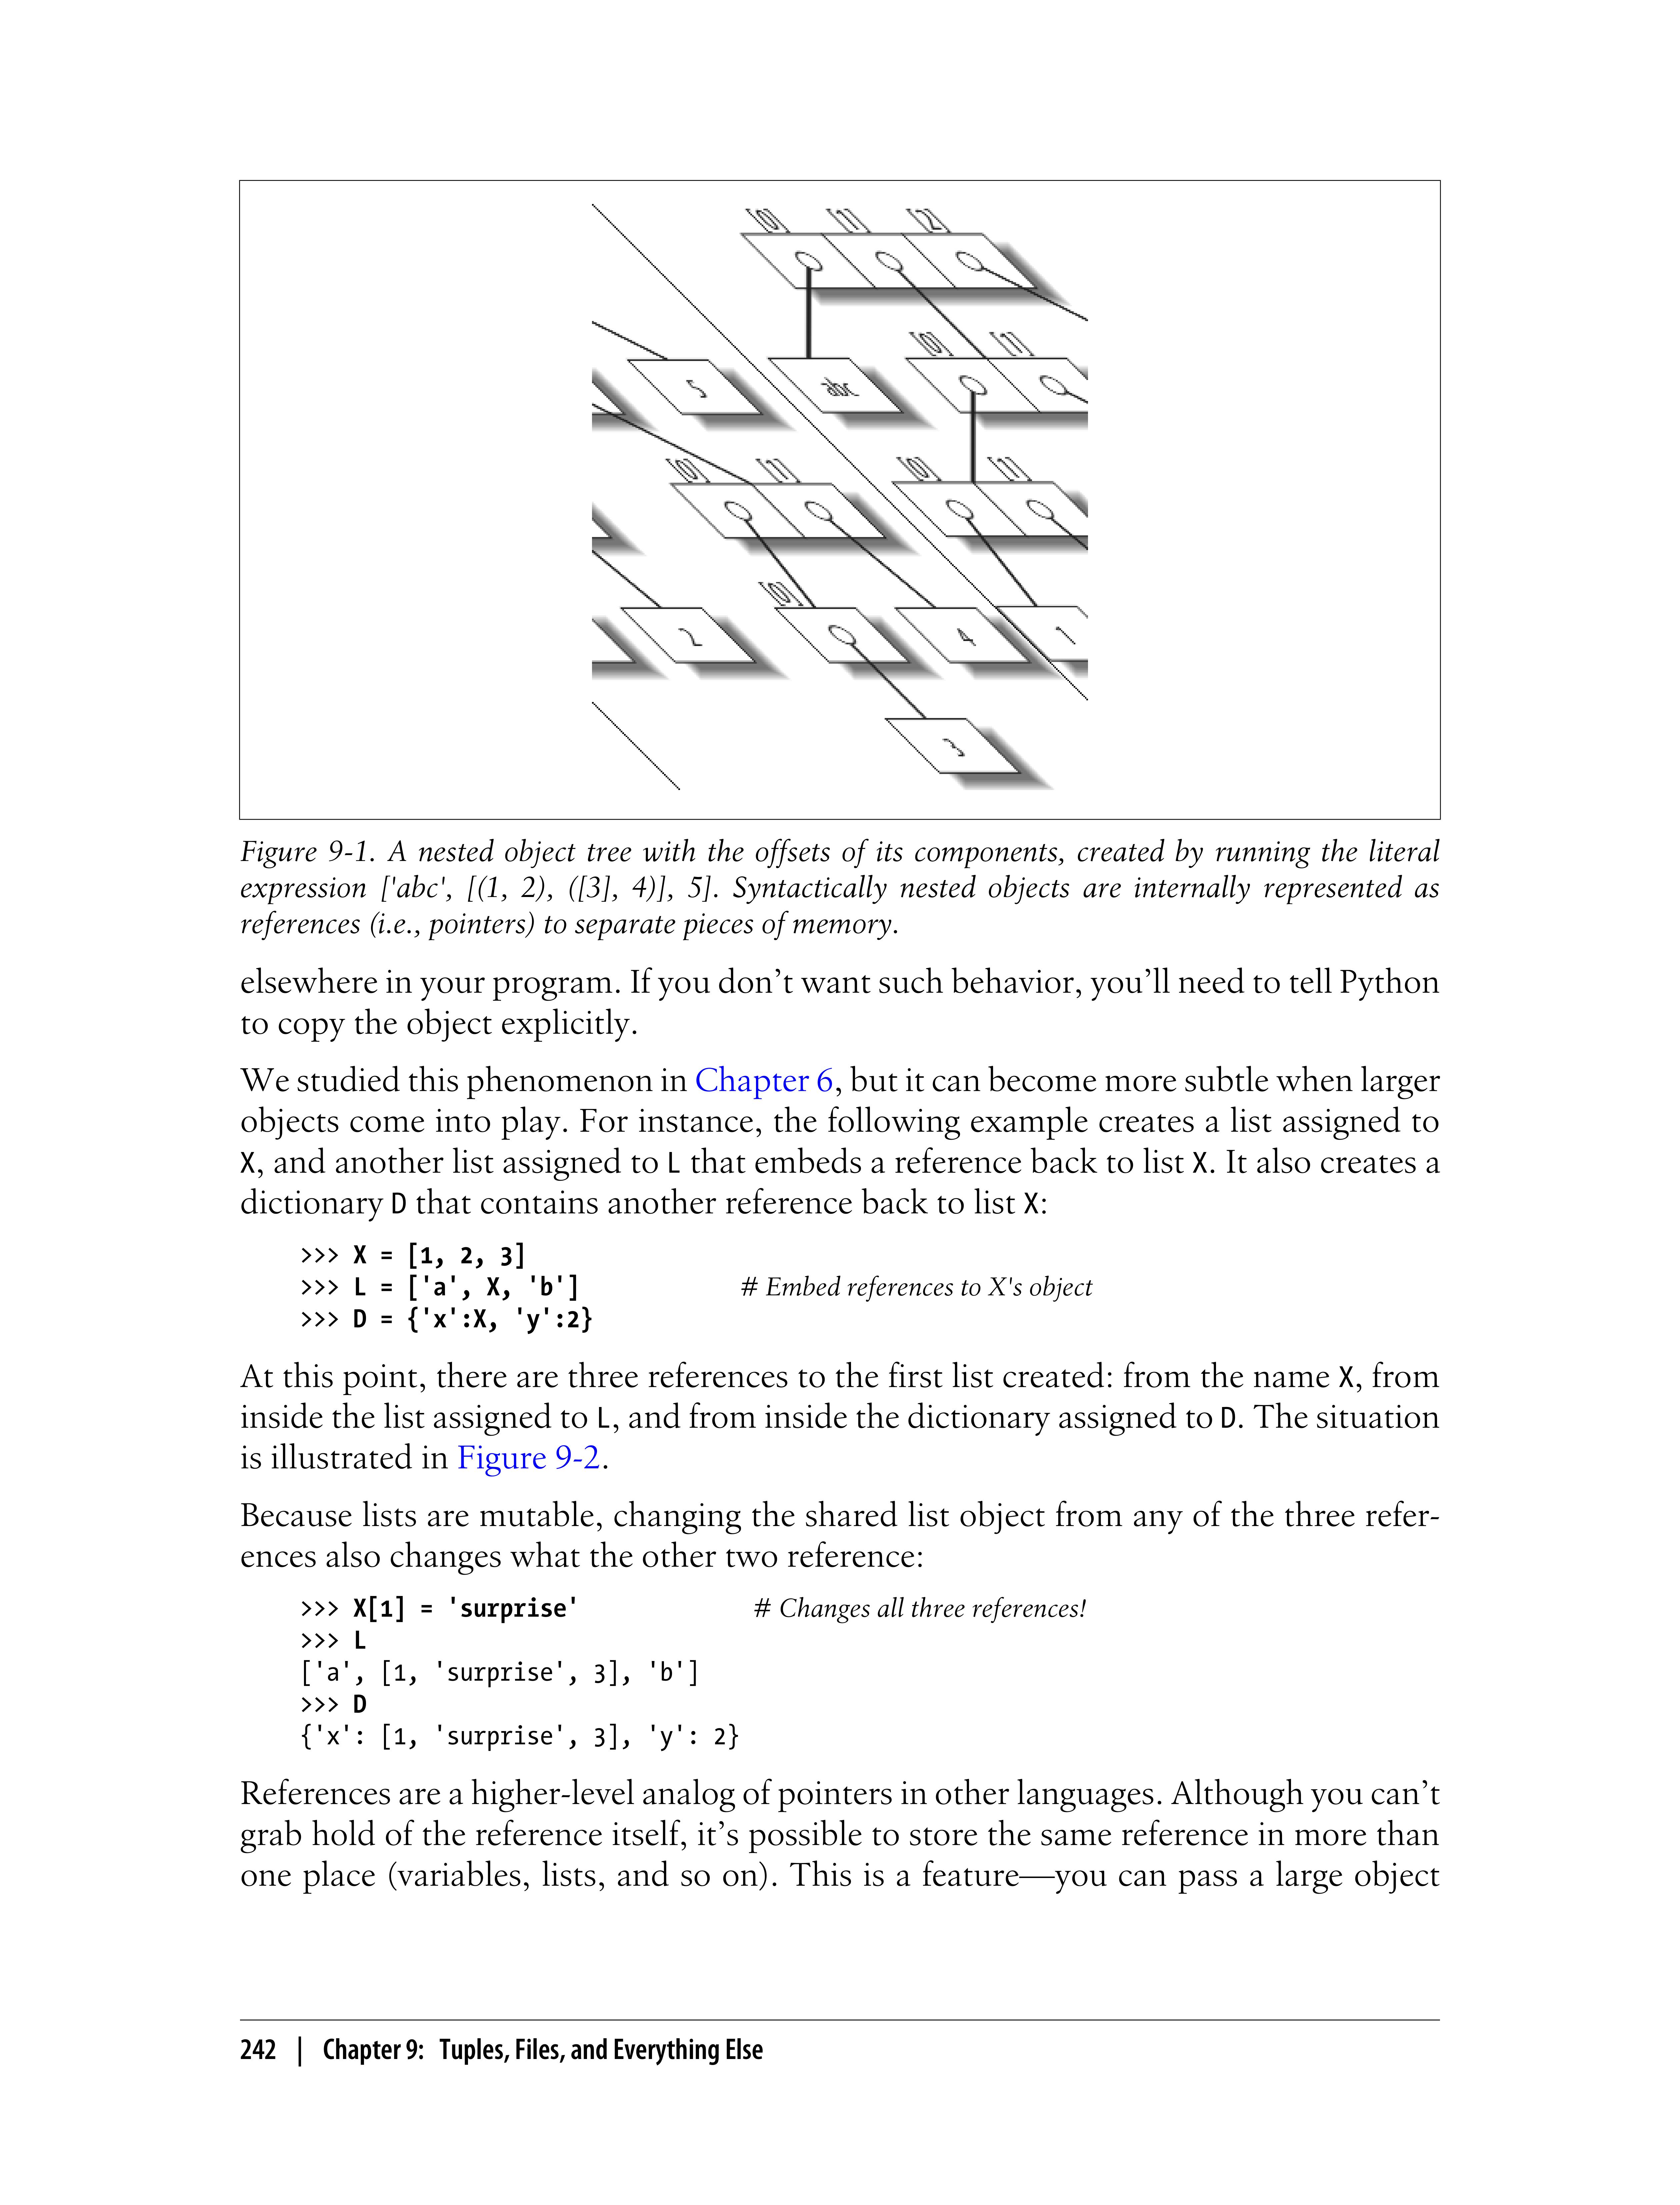 [0] [1] [2]
[0] [1]
5 abc
[0] [1] [0] [1]
[0]
2 4 1
3
Figure 9-1. A nested object tree with the offsets of its components, created by running the literal
expression ['abc', [(1, 2), ([3], 4)], 5]. Syntactically nested objects are internally represented as
references (i.e., pointers) to separate pieces of memory.
elsewhere in your program. If you don’t want such behavior, you’ll need to tell Python
to copy the object explicitly.
We studied this phenomenon in Chapter 6, but it can become more subtle when larger
objects come into play. For instance, the following example creates a list assigned to
X, and another list assigned to L that embeds a reference back to list X. It also creates a
dictionary D that contains another reference back to list X:
>>> X = [1, 2, 3]
>>> L = ['a', X, 'b'] # Embed references to X's object
>>> D = {'x':X, 'y':2}
At this point, there are three references to the first list created: from the name X, from
inside the list assigned to L, and from inside the dictionary assigned to D. The situation
is illustrated in Figure 9-2.
Because lists are mutable, changing the shared list object from any of the three refer-
ences also changes what the other two reference:
>>> X[1] = 'surprise' # Changes all three references!
>>> L
['a', [1, 'surprise', 3], 'b']
>>> D
{'x': [1, 'surprise', 3], 'y': 2}
References are a higher-level analog of pointers in other languages. Although you can’t
grab hold of the reference itself, it’s possible to store the same reference in more than
one place (variables, lists, and so on). This is a feature—you can pass a large object
242 | Chapter 9: Tuples, Files, and Everything Else